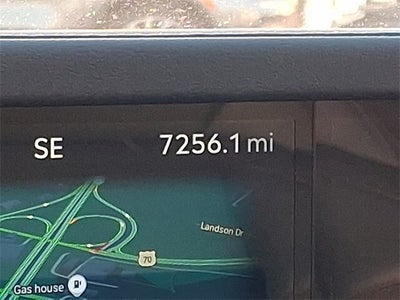 SE 7256.1 mi
Landson Dr
70
Gas house